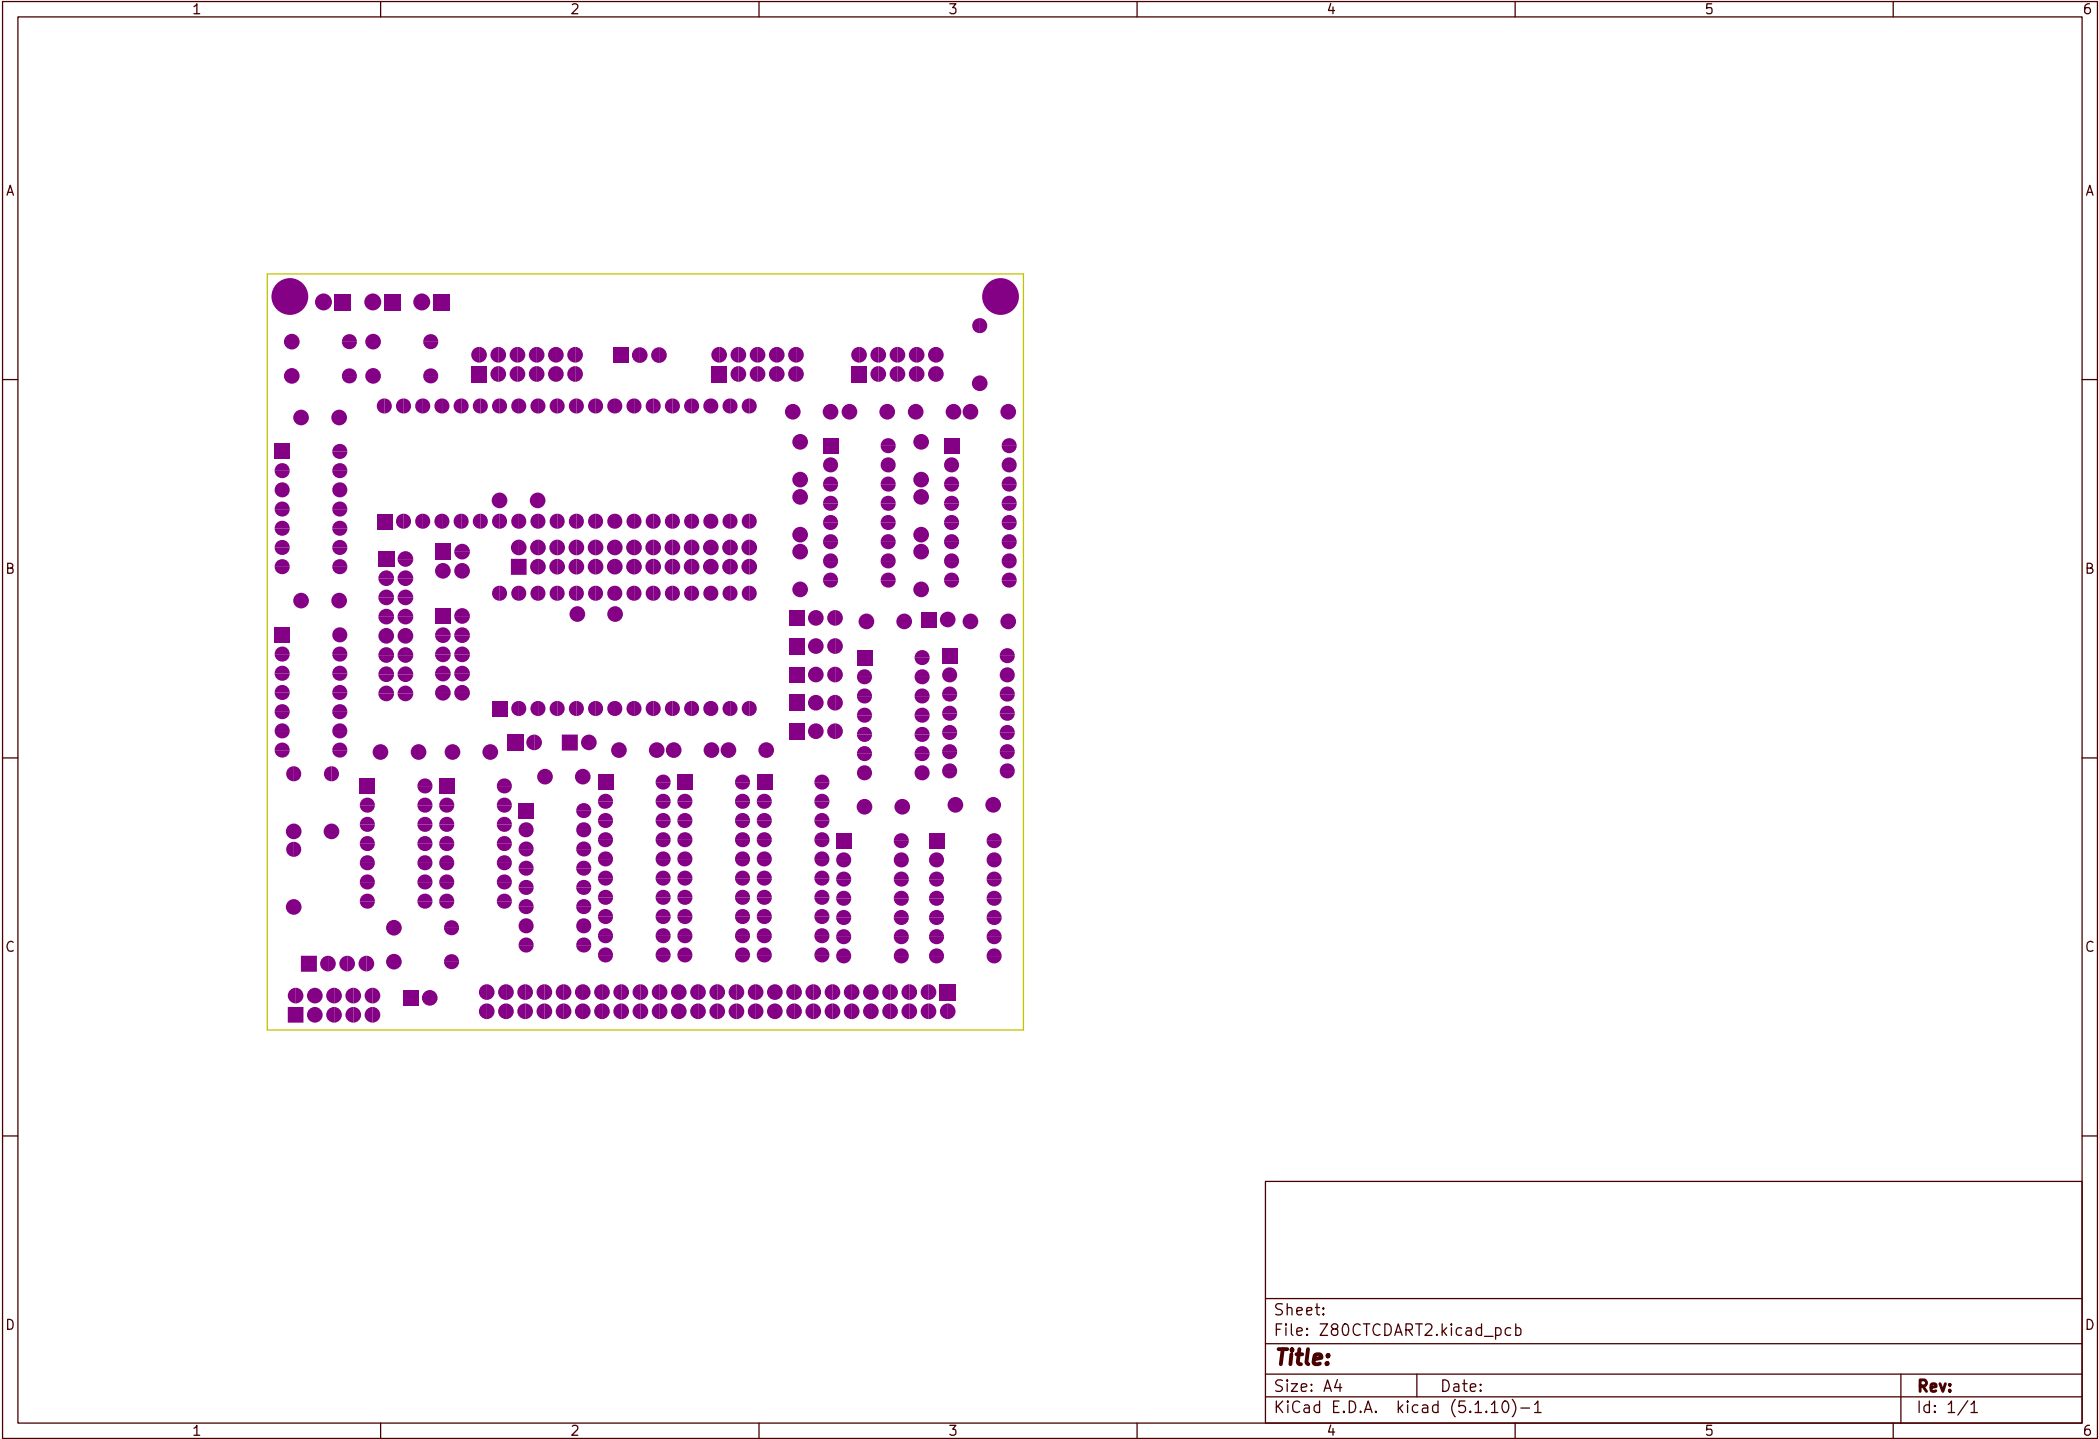 1 2 3 4 5 6
A A
B B
C C
Sheet:
File: Z80CTCDART2.kicad_pcb
D D
Title:
Size: A4 Date: Rev:
KiCad E.D.A. kicad (5.1.10)-1 Id: 1/1
1 2 3 4 5 6